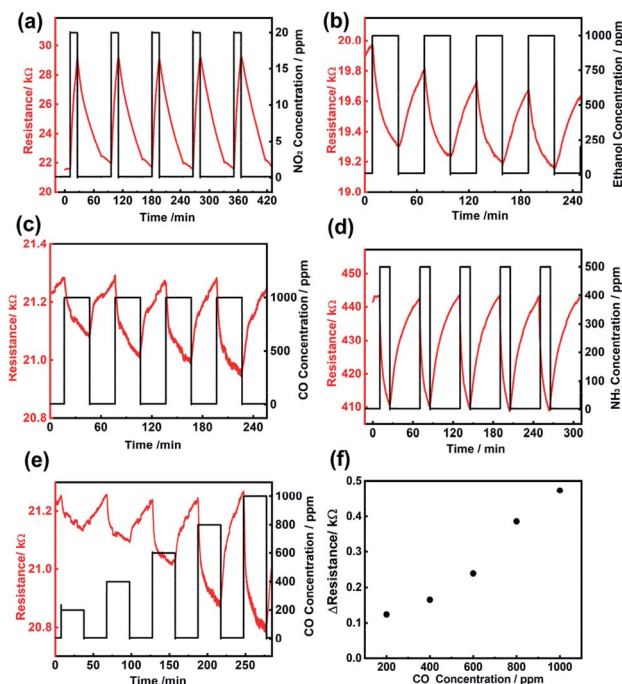 (a)
Resistance/ kΩ
30
28
26
24
22
20
NO₂ Concentration / ppm
20
15
10
5
0
0 60 120 180 240 300 360 420
Time /min
(b)
Resistance/ kΩ
20.0
19.8
19.6
19.4
19.2
19.0
Ethanol Concentration / ppm
1000
750
500
250
0
0 60 120 180 240
Time /min
(c)
Resistance/ kΩ
21.4
21.2
21.0
20.8
CO Concentration / ppm
1000
500
0
0 60 120 180 240
Time /min
(d)
Resistance/ kΩ
450
440
430
420
410
NH₃ Concentration / ppm
500
400
300
200
100
0
0 60 120 180 240 300
Time /min
(e)
Resistance/ kΩ
21.2
21.0
20.8
CO Concentration / ppm
1000
800
600
400
200
0
0 50 100 150 200 250
Time /min
(f)
ΔResistance/ kΩ
0.5
0.4
0.3
0.2
0.1
0.0
200 400 600 800 1000
CO Concentration / ppm